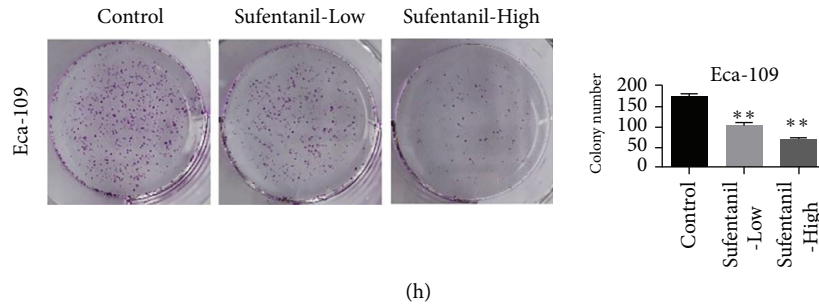 Control
Sufentanil-Low
Sufentanil-High
Eca-109
Eca-109
Colony number
200
150
100
50
0
**
**
Control
Sufentanil
-Low
Sufentanil
-High
(h)